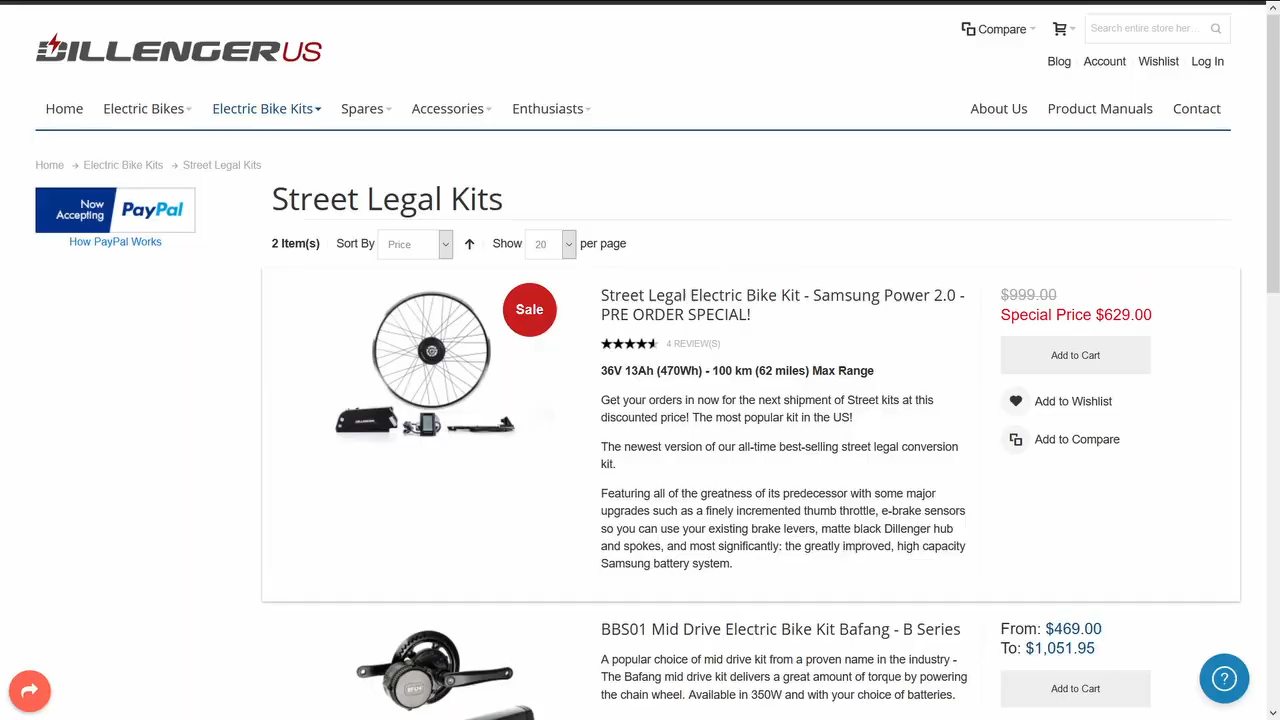 DILLENGERUS
Compare
Search entire store her...
Blog Account Wishlist Log In
Home Electric Bikes Electric Bike Kits Spares Accessories Enthusiasts About Us Product Manuals Contact
Home → Electric Bike Kits → Street Legal Kits
Now Accepting PayPal
How PayPal Works
Street Legal Kits
2 Item(s) Sort By Price Show 20 per page
Sale
Street Legal Electric Bike Kit - Samsung Power 2.0 -
PRE ORDER SPECIAL!
4 REVIEW(S)
36V 13Ah (470Wh) - 100 km (62 miles) Max Range
Get your orders in now for the next shipment of Street kits at this
discounted price! The most popular kit in the US!
The newest version of our all-time best-selling street legal conversion
kit.
Featuring all of the greatness of its predecessor with some major
upgrades such as a finely incremented thumb throttle, e-brake sensors
so you can use your existing brake levers, matte black Dillenger hub
and spokes, and most significantly: the greatly improved, high capacity
Samsung battery system.
$999.00
Special Price $629.00
Add to Cart
Add to Wishlist
Add to Compare
BBS01 Mid Drive Electric Bike Kit Bafang - B Series
A popular choice of mid drive kit from a proven name in the industry -
The Bafang mid drive kit delivers a great amount of torque by powering
the chain wheel. Available in 350W and with your choice of batteries.
From: $469.00
To: $1,051.95
Add to Cart